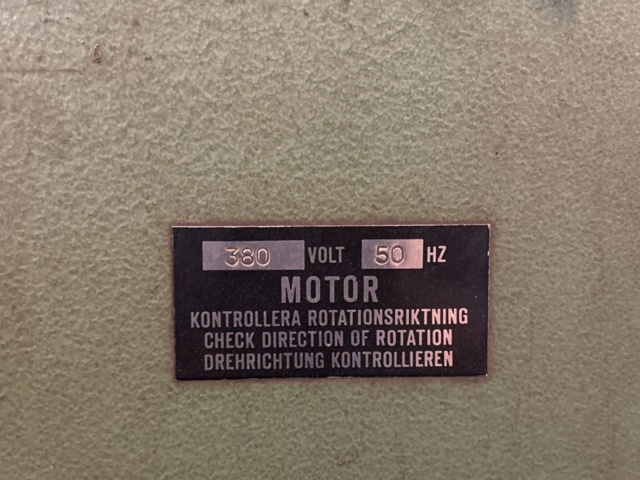 380 VOLT 50 HZ
MOTOR
KONTROLLERA ROTATIONSRIKTNING
CHECK DIRECTION OF ROTATION
DREHRICHTUNG KONTROLLIEREN